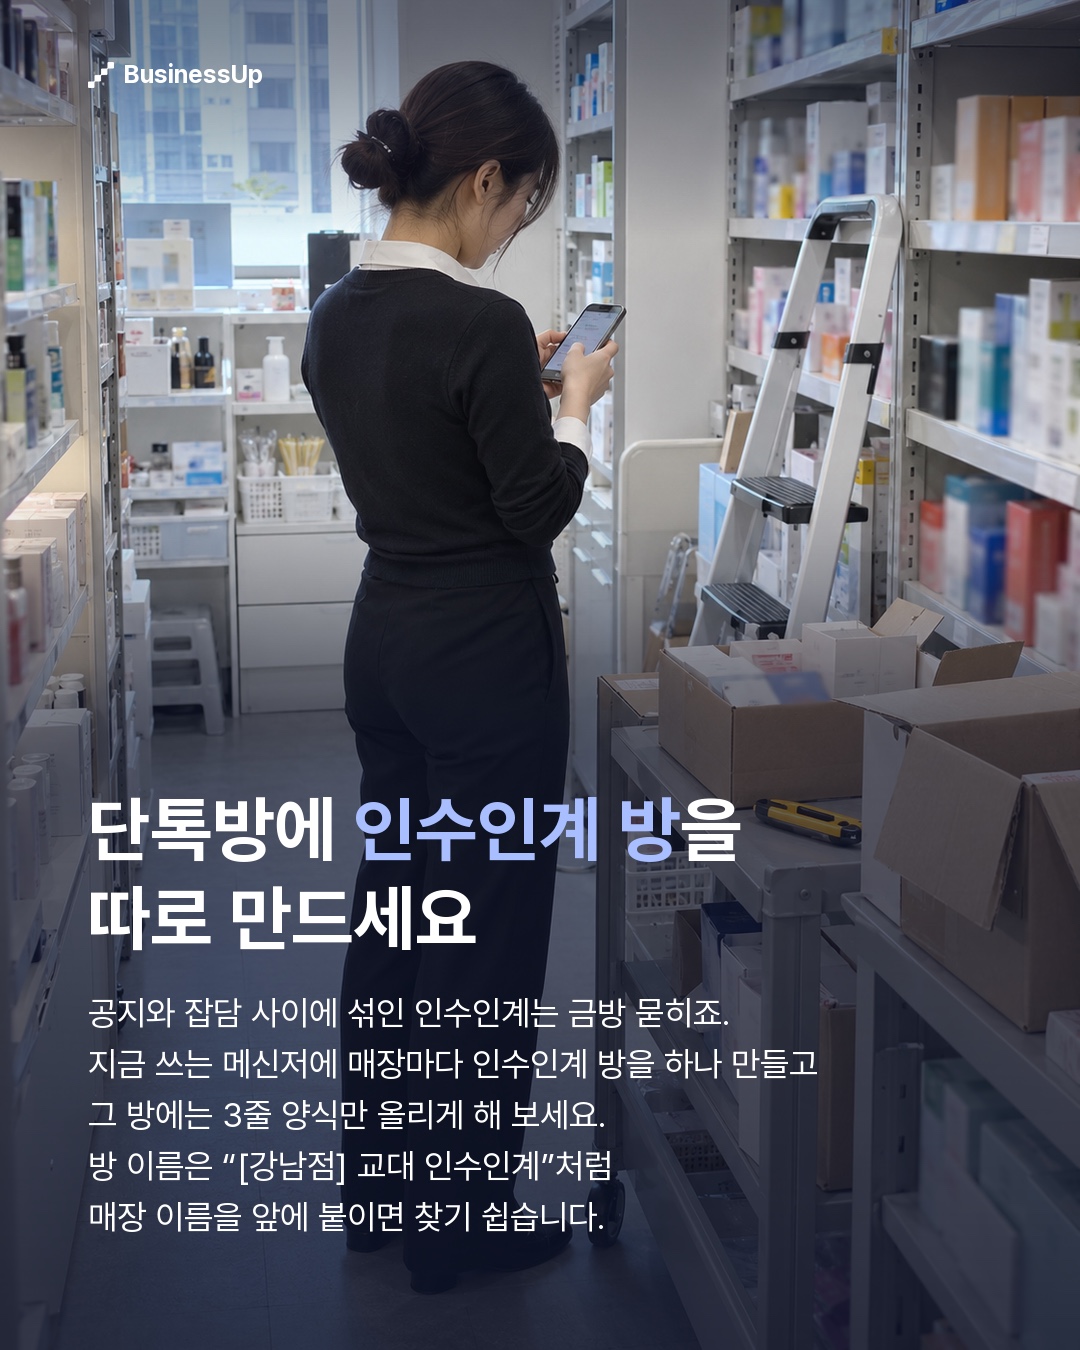 BusinessUp
단톡방에 인수인계 방을
따로 만드세요
공지와 잡담 사이에 섞인 인수인계는 금방 묻히죠.
지금 쓰는 메신저에 매장마다 인수인계 방을 하나 만들고
그 방에는 3줄 양식만 올리게 해 보세요.
방 이름은 “[강남점] 교대 인수인계”처럼
매장 이름을 앞에 붙이면 찾기 쉽습니다.